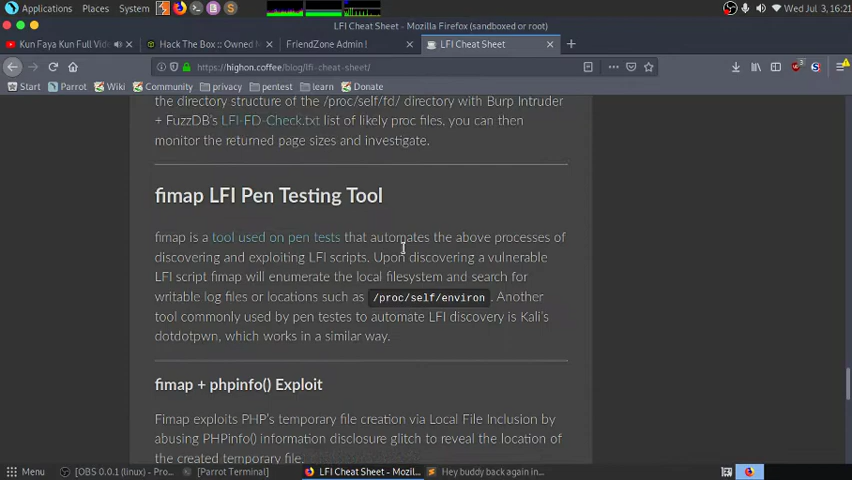 Applications Places System Wed Jul 3, 16:21
LFI Cheat Sheet - Mozilla Firefox (sandboxed or root)
Kun Faya Kun Full Vide Hack The Box :: Owned FriendZone Admin ! LFI Cheat Sheet
https://highon.coffee/blog/lfi-cheat-sheet/
Start Parrot Wiki Community privacy pentest learn Donate
the directory structure of the /proc/self/fd/ directory with Burp Intruder
+ FuzzDB's LFI-FD-Check.txt list of likely proc files, you can then
monitor the returned page sizes and investigate.
fimap LFI Pen Testing Tool
fimap is a tool used on pen tests that automates the above processes of
discovering and exploiting LFI scripts. Upon discovering a vulnerable
LFI script fimap will enumerate the local filesystem and search for
writable log files or locations such as /proc/self/environ . Another
tool commonly used by pen testes to automate LFI discovery is Kali's
dotdotpwn, which works in a similar way.
fimap + phpinfo() Exploit
Fimap exploits PHP's temporary file creation via Local File Inclusion by
abusing PHPinfo() information disclosure glitch to reveal the location of
the created temporary file.
Menu [OBS 0.0.1 (linux) - Pro... [Parrot Terminal] LFI Cheat Sheet - Mozil... Hey buddy back again in...